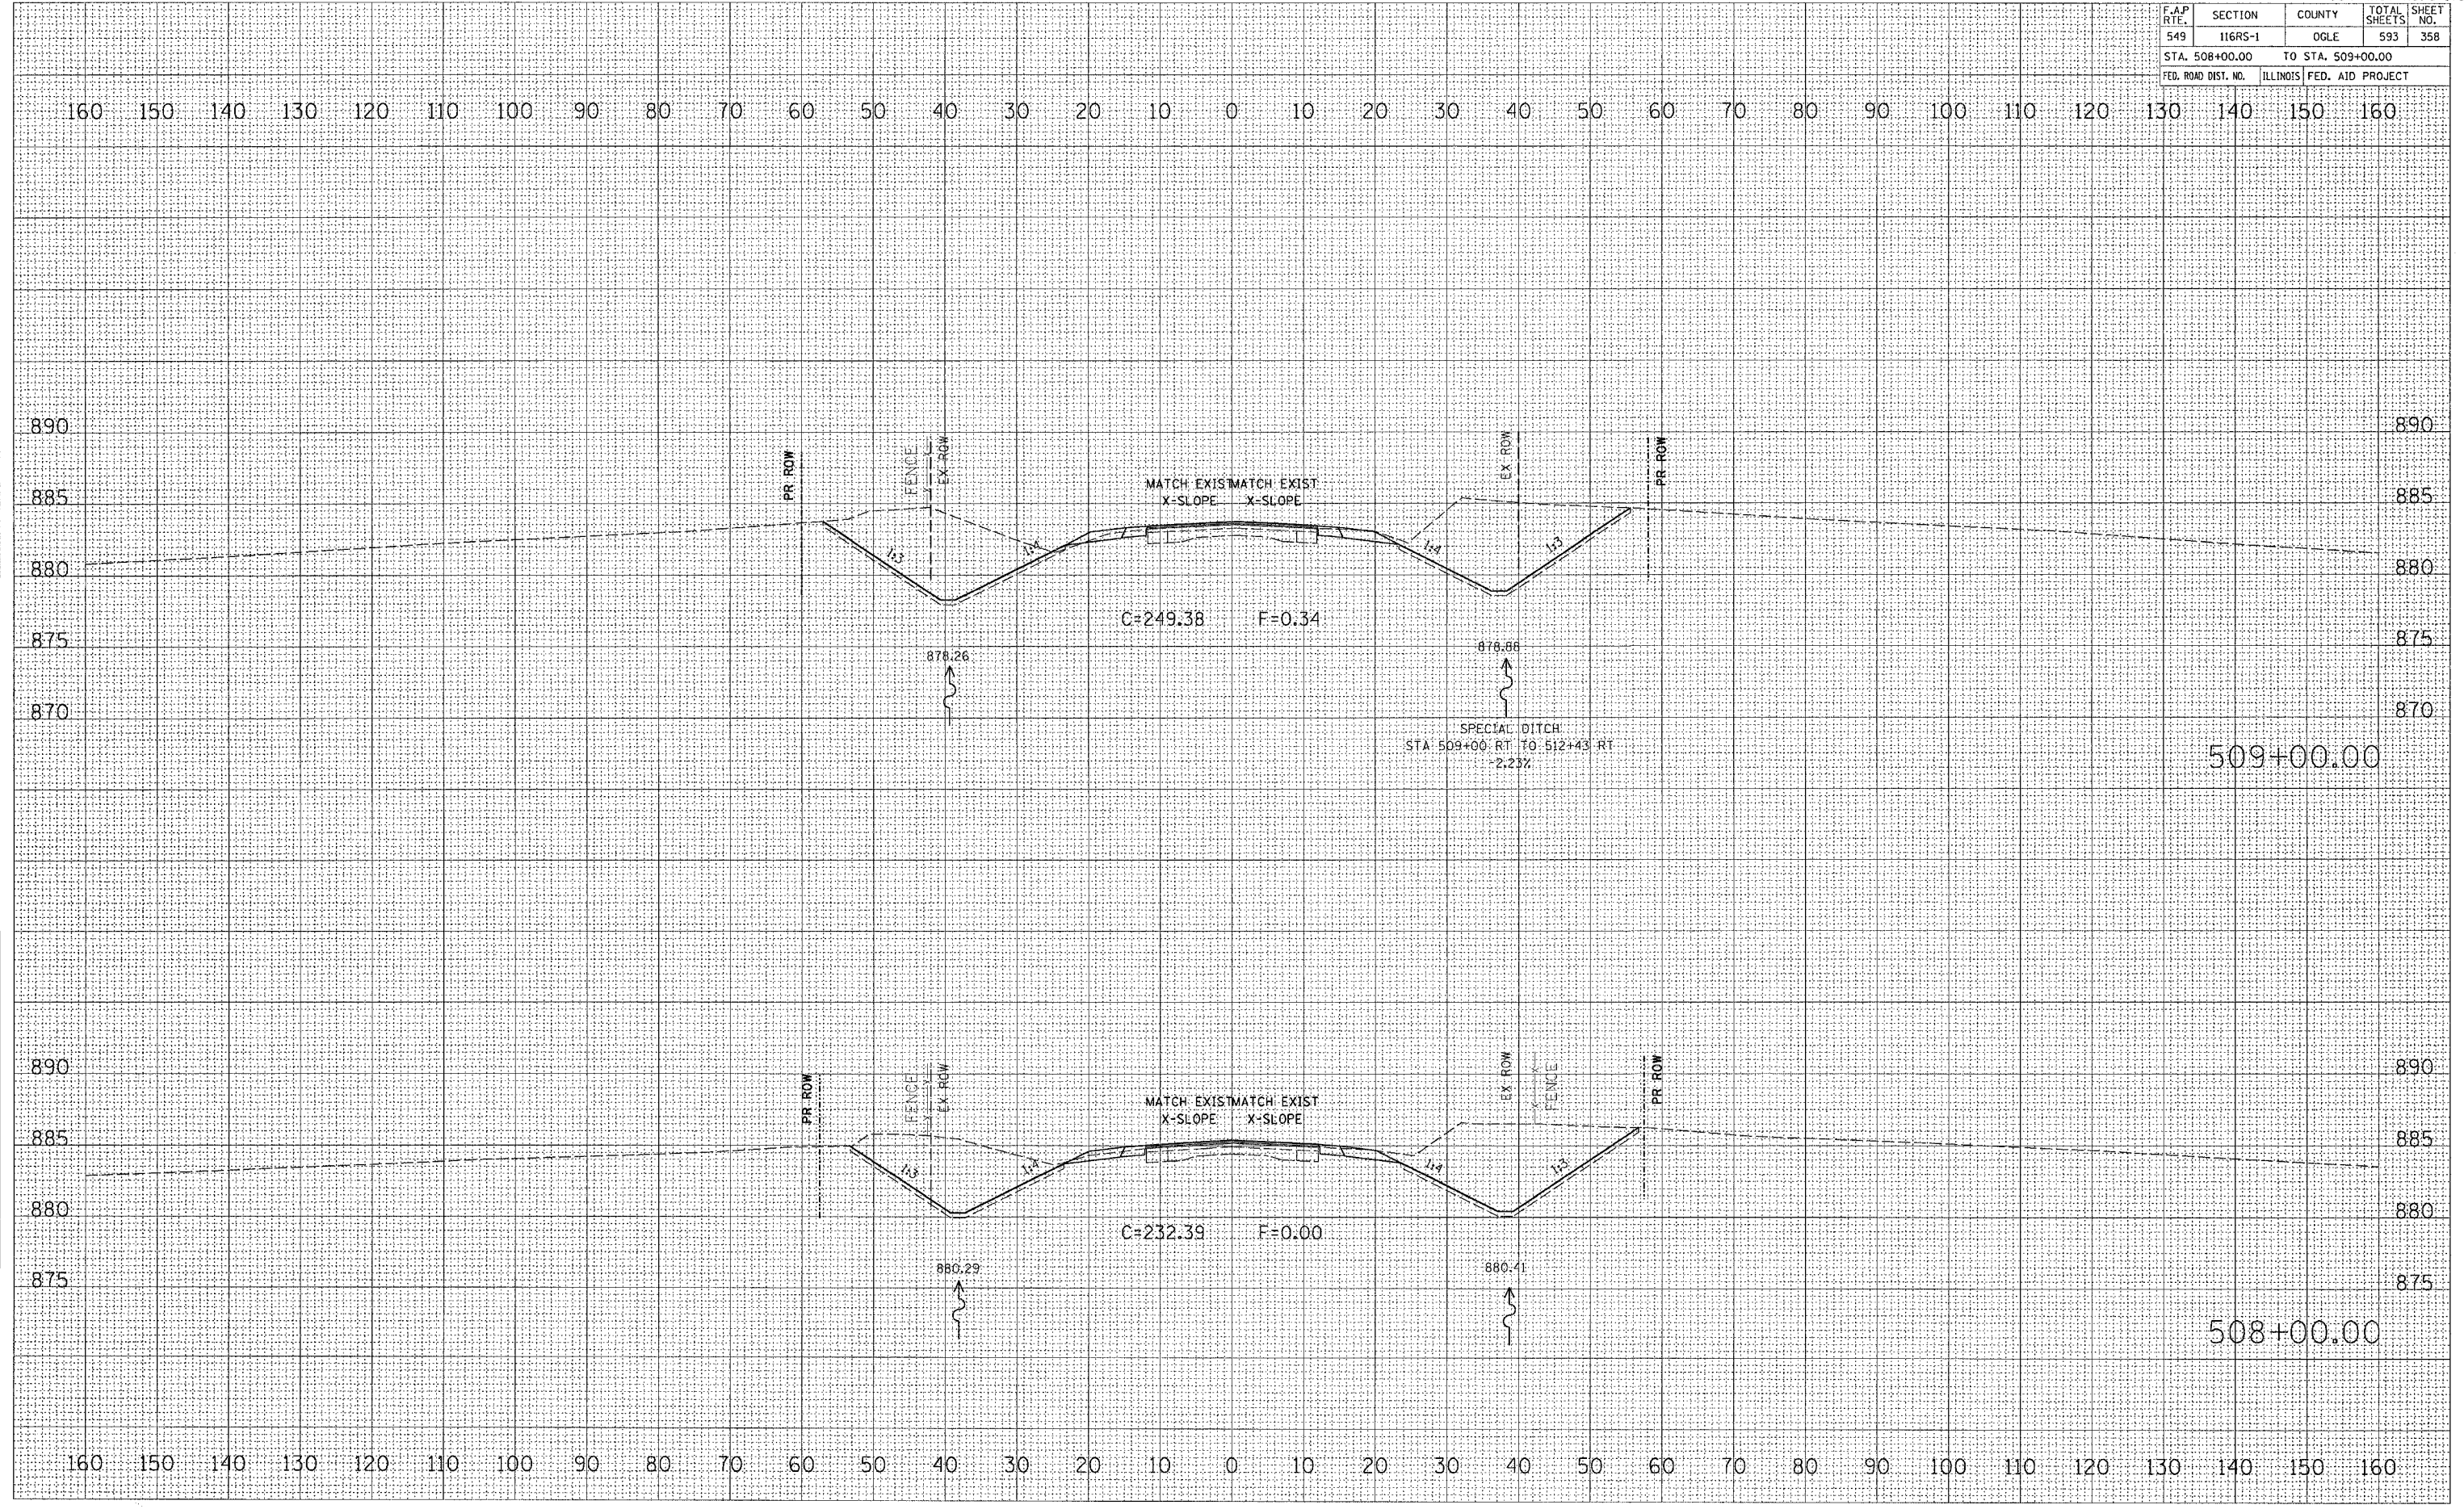 F.A.P RTE. SECTION COUNTY TOTAL SHEETS SHEET NO.
549 116RS-1 OGLE 593 358
STA. 508+00.00 TO STA. 509+00.00
FED. ROAD DIST. NO. ILLINOIS FED. AID PROJECT
160 150 140 130 120 110 100 90 80 70 60 50 40 30 20 10 0 10 20 30 40 50 60 70 80 90 100 110 120 130 140 150 160
890 890
PR ROW FENCE EX ROW EX ROW PR ROW
MATCH EXIST MATCH EXIST
885 885
X-SLOPE X-SLOPE
1:3 1:4 1:4 1:3
880 880
C=249.38 F=0.34
875 875
878.26 878.88
870 870
SPECIAL DITCH
STA 509+00 RT TO 512+43 RT
-2.23%
509+00.00
890 890
PR ROW FENCE EX ROW EX ROW FENCE PR ROW
MATCH EXIST MATCH EXIST
X-SLOPE X-SLOPE
885 885
1:3 1:4 1:4 1:3
880 880
C=232.39 F=0.00
880.29 880.41
875 875
508+00.00
160 150 140 130 120 110 100 90 80 70 60 50 40 30 20 10 0 10 20 30 40 50 60 70 80 90 100 110 120 130 140 150 160